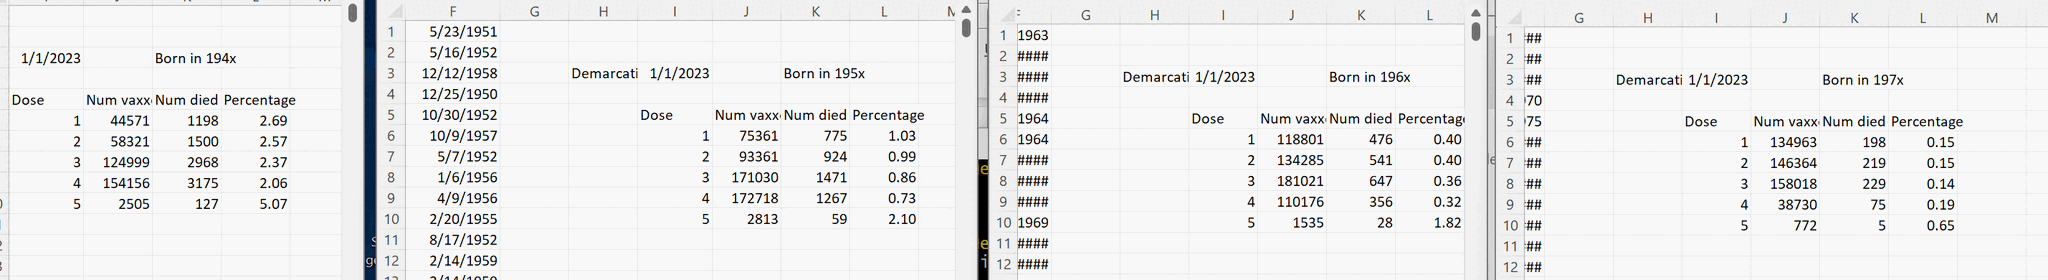 1/1/2023 Born in 194x
Dose Num vaxx Num died Percentage
1 44571 1198 2.69
2 58321 1500 2.57
3 124999 2968 2.37
4 154156 3175 2.06
5 2505 127 5.07
F G H I J K L
1 5/23/1951
2 5/16/1952
3 12/12/1958 Demarcati 1/1/2023 Born in 195x
4 12/25/1950
5 10/30/1952 Dose Num vaxx Num died Percentage
6 10/9/1957 1 75361 775 1.03
7 5/7/1952 2 93361 924 0.99
8 1/6/1956 3 171030 1471 0.86
9 4/9/1956 4 172718 1267 0.73
10 2/20/1955 5 2813 59 2.10
11 8/17/1952
12 2/14/1959
G H I J K L
1 1963
2 ####
3 #### Demarcati 1/1/2023 Born in 196x
4 ####
5 1964 Dose Num vaxx Num died Percentag
6 1964 1 118801 476 0.40
7 #### 2 134285 541 0.40
8 #### 3 181021 647 0.36
9 #### 4 110176 356 0.32
10 1969 5 1535 28 1.82
11 ####
12 ####
G H I J K L M
1 ##
2 ##
3 ## Demarcati 1/1/2023 Born in 197x
4 70
5 75 Dose Num vaxx Num died Percentage
6 ## 1 134963 198 0.15
7 ## 2 146364 219 0.15
8 ## 3 158018 229 0.14
9 ## 4 38730 75 0.19
10 ## 5 772 5 0.65
11 ##
12 ##